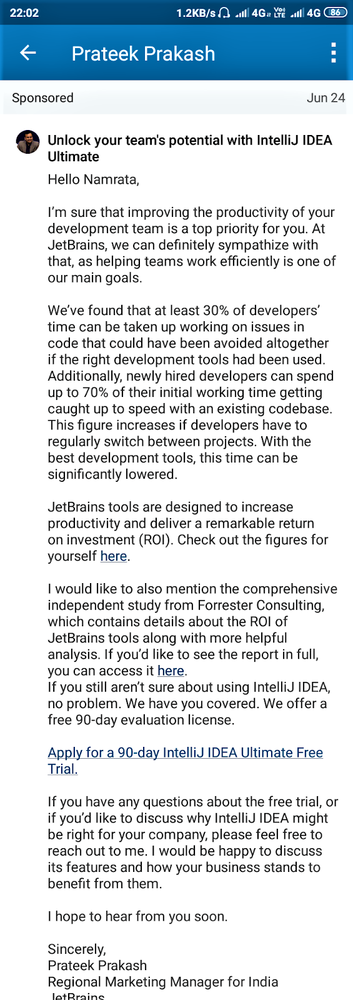 22:02 1.2KB/s 4G Vo) LTE 4G 86
Prateek Prakash
Sponsored Jun 24
Unlock your team's potential with IntelliJ IDEA
Ultimate
Hello Namrata,
I’m sure that improving the productivity of your
development team is a top priority for you. At
JetBrains, we can definitely sympathize with
that, as helping teams work efficiently is one of
our main goals.
We’ve found that at least 30% of developers’
time can be taken up working on issues in
code that could have been avoided altogether
if the right development tools had been used.
Additionally, newly hired developers can spend
up to 70% of their initial working time getting
caught up to speed with an existing codebase.
This figure increases if developers have to
regularly switch between projects. With the
best development tools, this time can be
significantly lowered.
JetBrains tools are designed to increase
productivity and deliver a remarkable return
on investment (ROI). Check out the figures for
yourself here.
I would like to also mention the comprehensive
independent study from Forrester Consulting,
which contains details about the ROI of
JetBrains tools along with more helpful
analysis. If you’d like to see the report in full,
you can access it here.
If you still aren’t sure about using IntelliJ IDEA,
no problem. We have you covered. We offer a
free 90-day evaluation license.
Apply for a 90-day IntelliJ IDEA Ultimate Free
Trial.
If you have any questions about the free trial, or
if you’d like to discuss why IntelliJ IDEA might
be right for your company, please feel free to
reach out to me. I would be happy to discuss
its features and how your business stands to
benefit from them.
I hope to hear from you soon.
Sincerely,
Prateek Prakash
Regional Marketing Manager for India
JetBrains